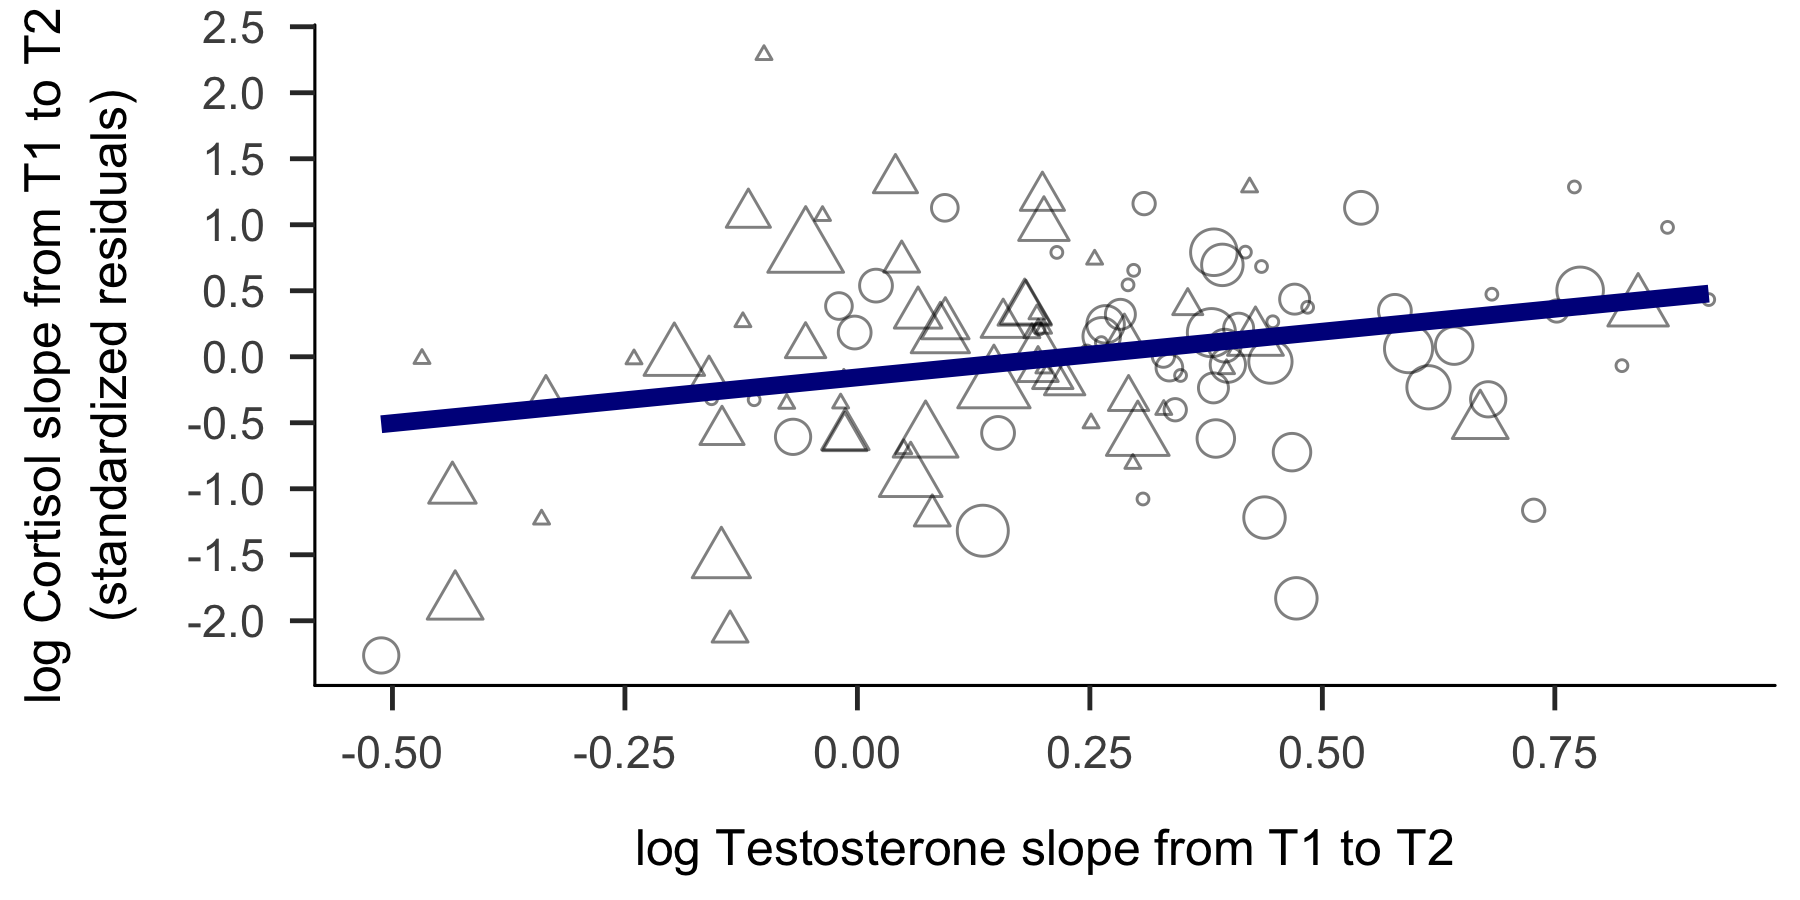 log Cortisol slope from T1 to T2
(standardized residuals)
2.5
2.0
1.5
1.0
0.5
0.0
-0.5
-1.0
-1.5
-2.0
-0.50 -0.25 0.00 0.25 0.50 0.75
log Testosterone slope from T1 to T2